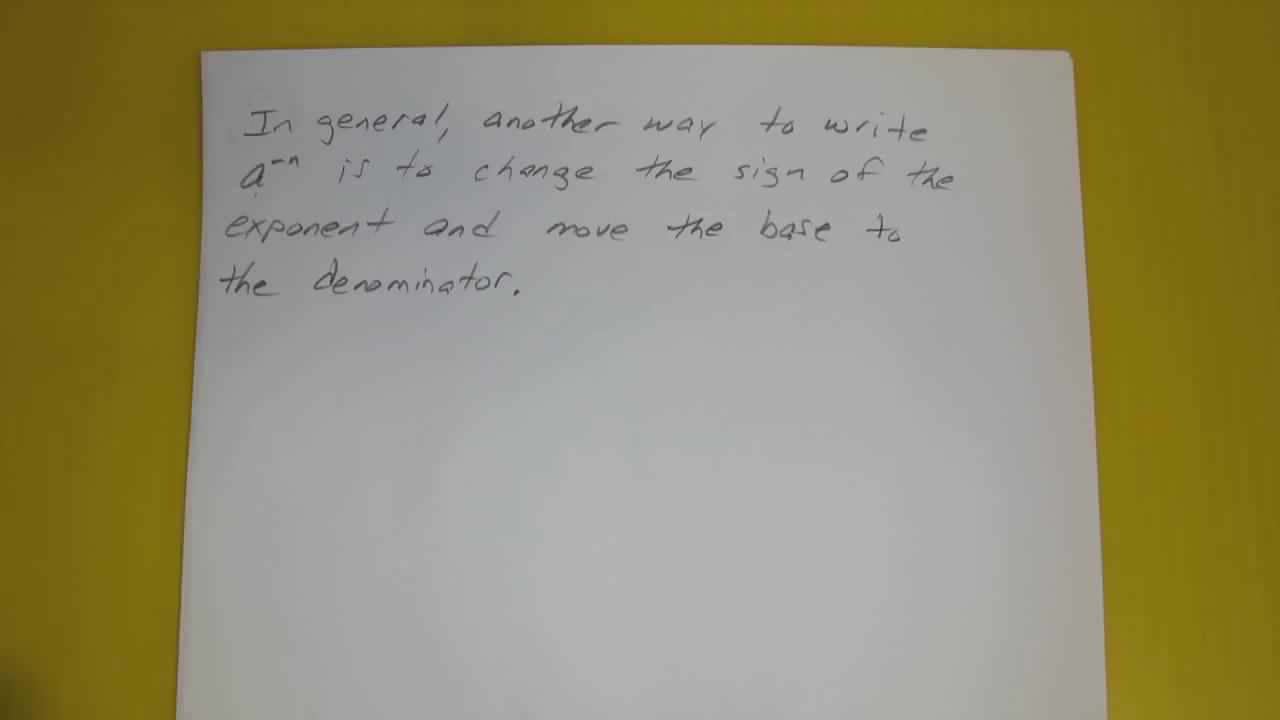 In general, another way to write
a⁻ⁿ is to change the sign of the
exponent and move the base to
the denominator.